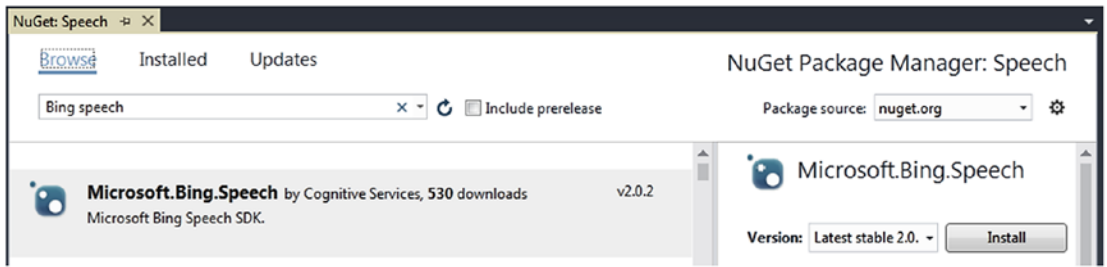 NuGet: Speech
Browse Installed Updates
NuGet Package Manager: Speech
Bing speech
Include prerelease
Package source: nuget.org
Microsoft.Bing.Speech by Cognitive Services, 530 downloads v2.0.2
Microsoft Bing Speech SDK.
Microsoft.Bing.Speech
Version: Latest stable 2.0. Install